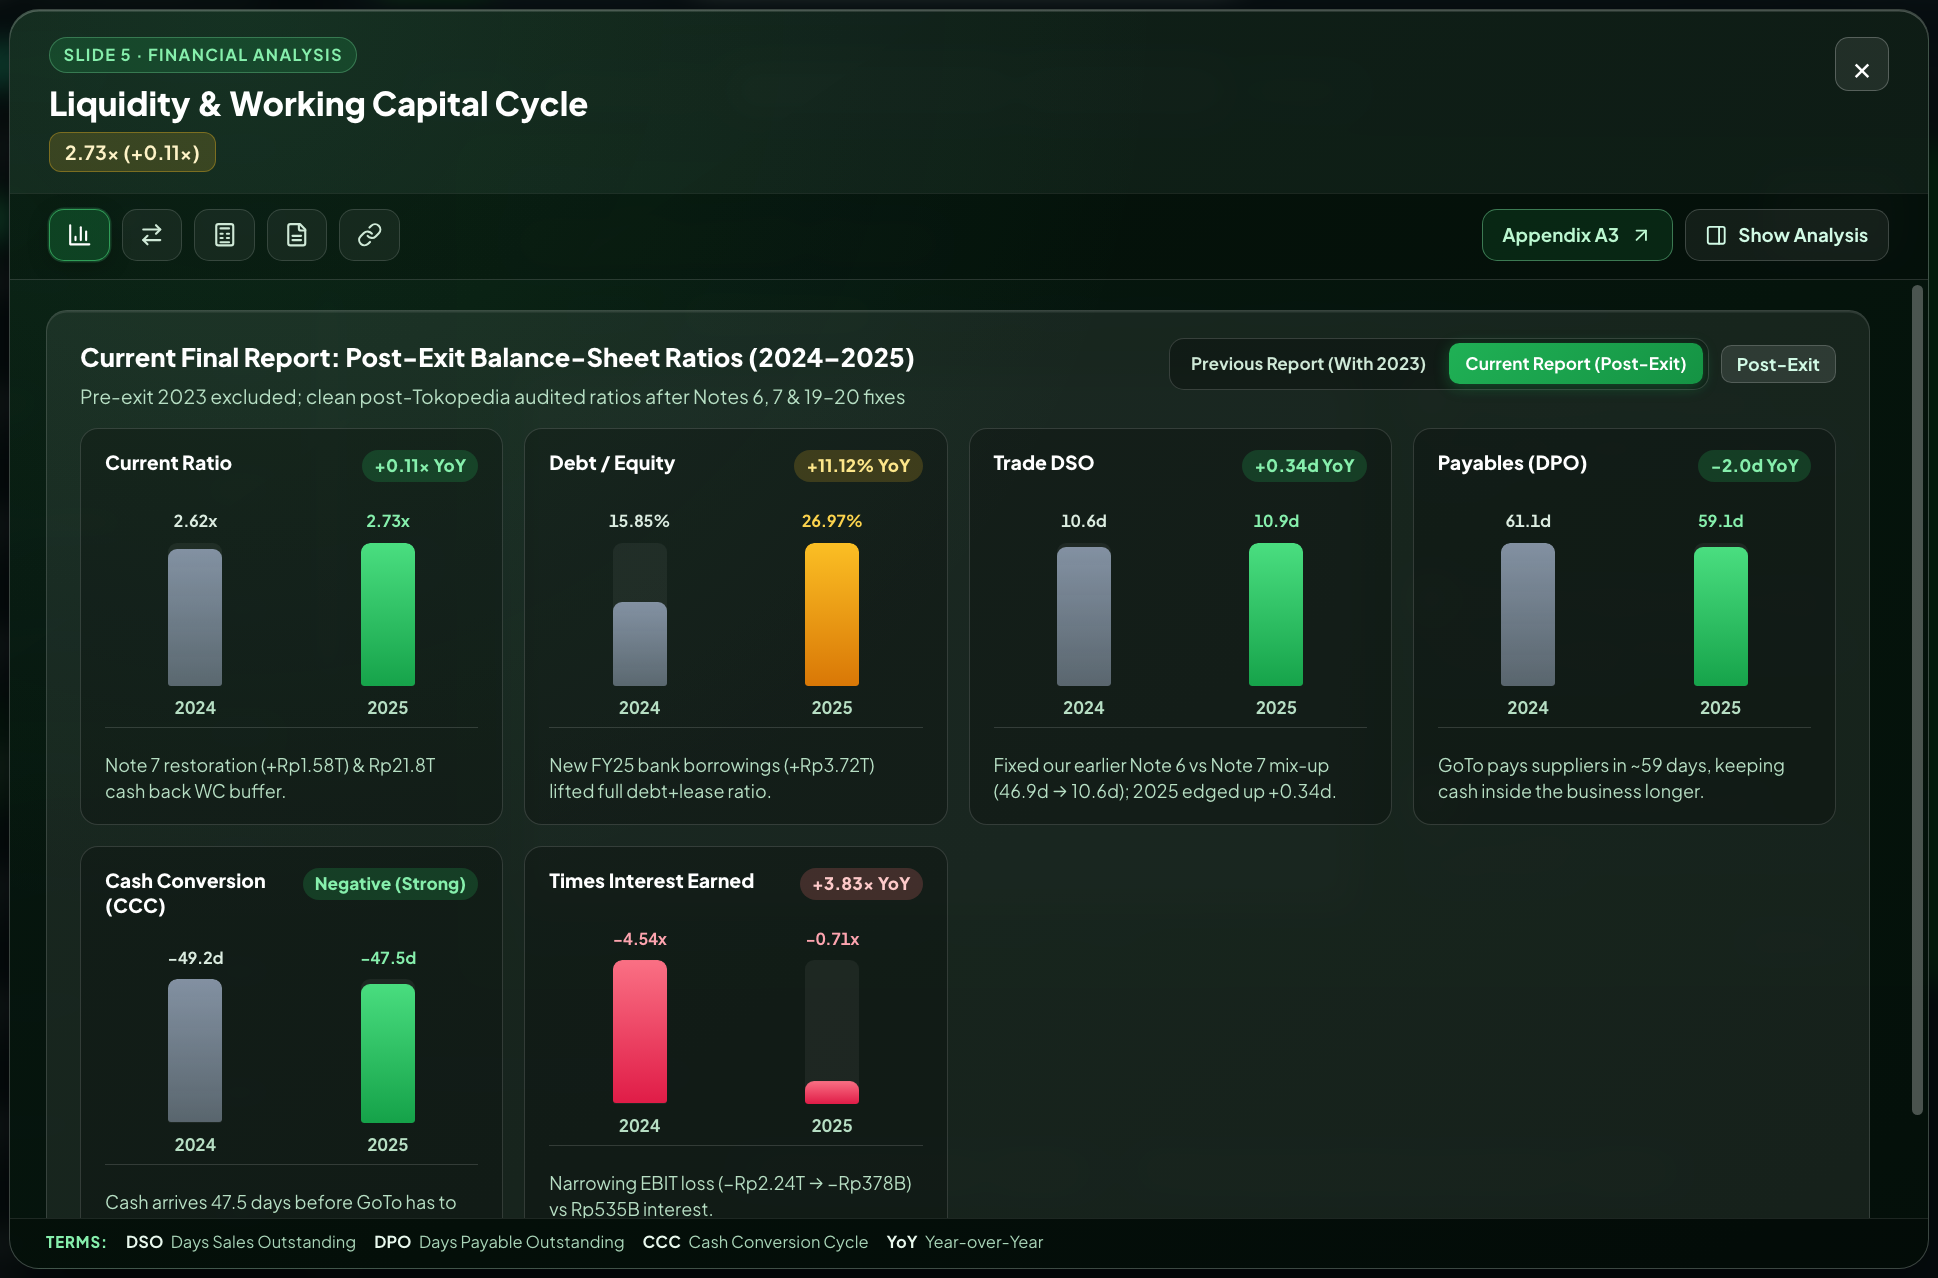 SLIDE 5 · FINANCIAL ANALYSIS
Liquidity & Working Capital Cycle
2.73× (+0.11×)
Appendix A3
Show Analysis
Current Final Report: Post-Exit Balance-Sheet Ratios (2024–2025)
Pre-exit 2023 excluded; clean post-Tokopedia audited ratios after Notes 6, 7 & 19–20 fixes
Previous Report (With 2023)
Current Report (Post-Exit)
Post-Exit
Current Ratio
+0.11× YoY
2.62x
2.73x
2024
2025
Note 7 restoration (+Rp1.58T) & Rp21.8T
cash back WC buffer.
Debt / Equity
+11.12% YoY
15.85%
26.97%
2024
2025
New FY25 bank borrowings (+Rp3.72T)
lifted full debt+lease ratio.
Trade DSO
+0.34d YoY
10.6d
10.9d
2024
2025
Fixed our earlier Note 6 vs Note 7 mix-up
(46.9d → 10.6d); 2025 edged up +0.34d.
Payables (DPO)
-2.0d YoY
61.1d
59.1d
2024
2025
GoTo pays suppliers in ~59 days, keeping
cash inside the business longer.
Cash Conversion
(CCC)
Negative (Strong)
-49.2d
-47.5d
2024
2025
Cash arrives 47.5 days before GoTo has to
Times Interest Earned
+3.83× YoY
-4.54x
-0.71x
2024
2025
Narrowing EBIT loss (−Rp2.24T → −Rp378B)
vs Rp535B interest.
TERMS: DSO Days Sales Outstanding DPO Days Payable Outstanding CCC Cash Conversion Cycle YoY Year-over-Year